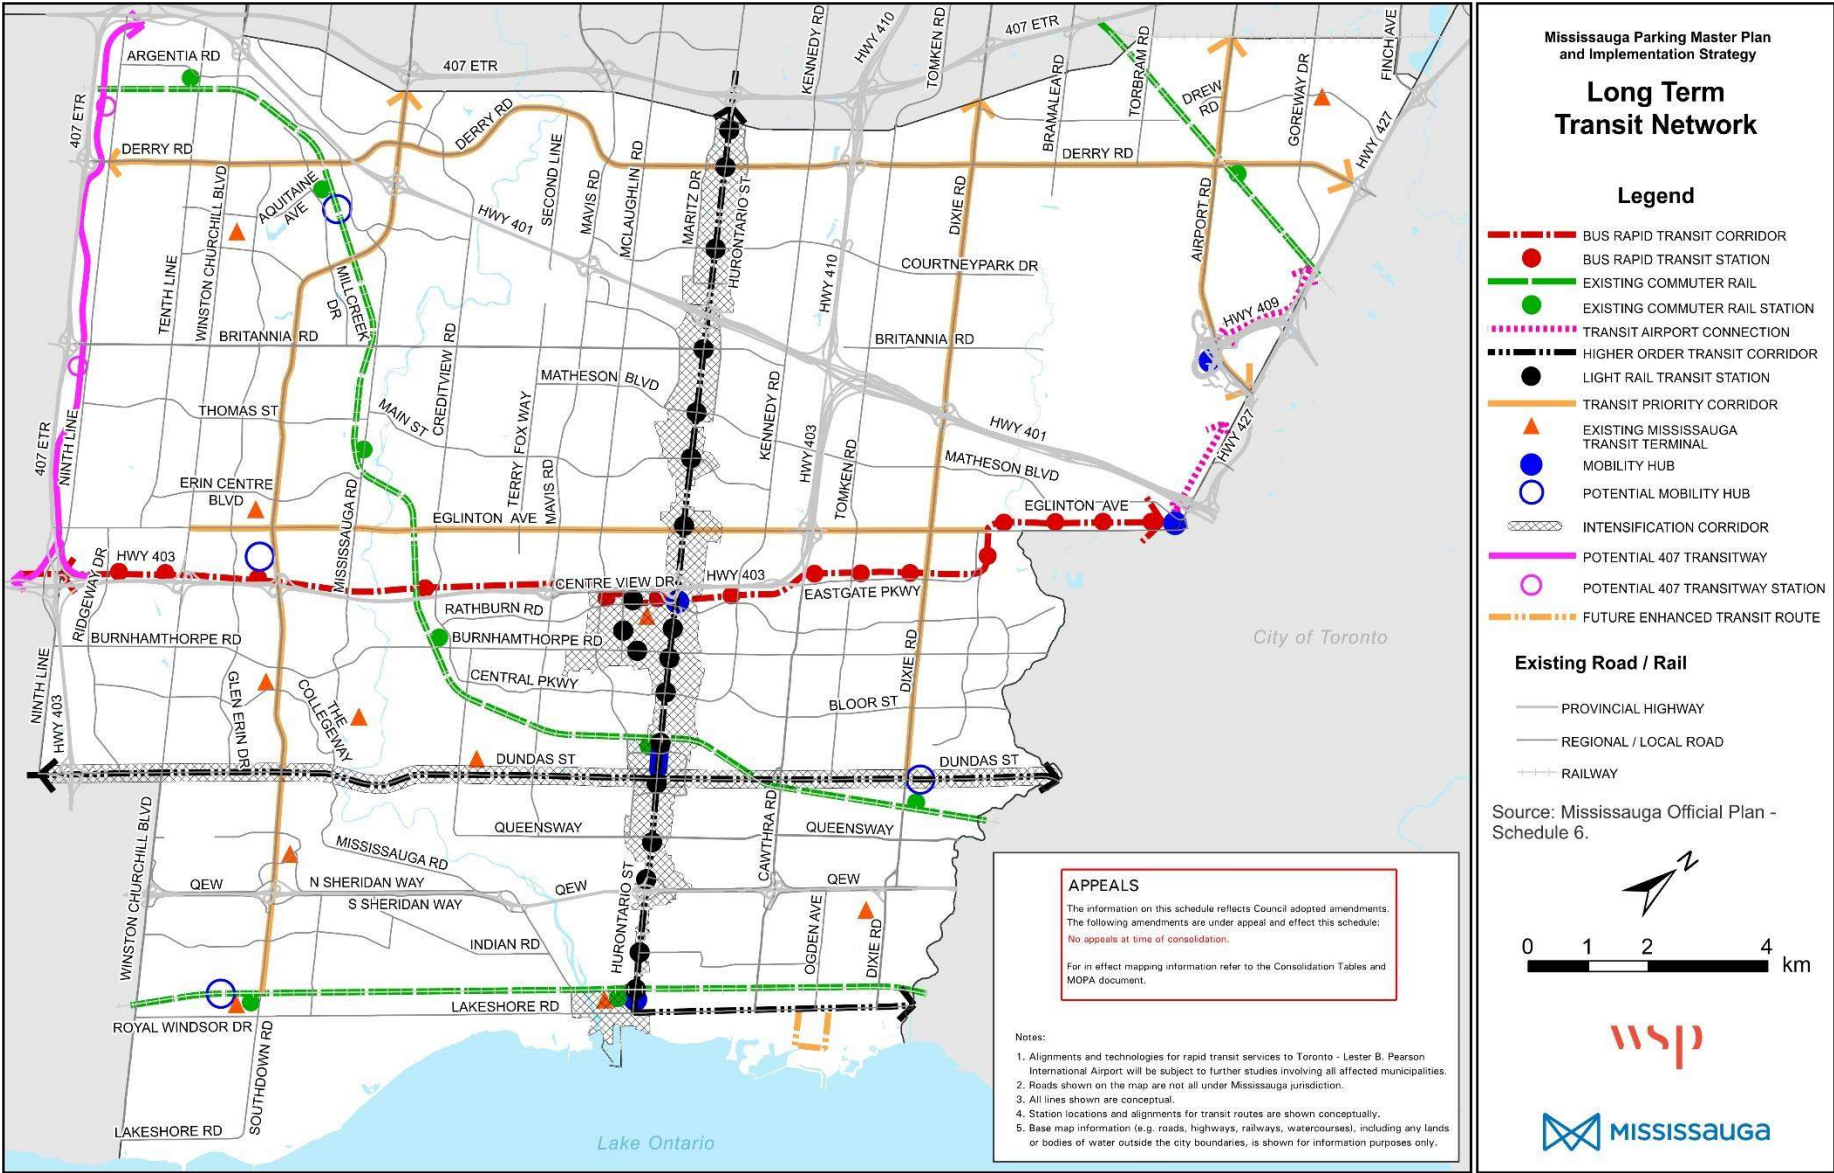 Mississauga Parking Master Plan
and Implementation Strategy
Long Term
Transit Network
Legend
BUS RAPID TRANSIT CORRIDOR
BUS RAPID TRANSIT STATION
EXISTING COMMUTER RAIL
EXISTING COMMUTER RAIL STATION
TRANSIT AIRPORT CONNECTION
HIGHER ORDER TRANSIT CORRIDOR
LIGHT RAIL TRANSIT STATION
TRANSIT PRIORITY CORRIDOR
EXISTING MISSISSAUGA
TRANSIT TERMINAL
MOBILITY HUB
POTENTIAL MOBILITY HUB
INTENSIFICATION CORRIDOR
POTENTIAL 407 TRANSITWAY
POTENTIAL 407 TRANSITWAY STATION
FUTURE ENHANCED TRANSIT ROUTE
Existing Road / Rail
PROVINCIAL HIGHWAY
REGIONAL / LOCAL ROAD
RAILWAY
Source: Mississauga Official Plan -
Schedule 6.
N
0 1 2 4 km
wsp
MISSISSAUGA
ARGENTIA RD
407 ETR
KENNEDY RD
HWY 410
TOMKEN RD
407 ETR
TORBRAM RD
FINCH AVE
407 ETR
DERRY RD
DERRY RD
SECOND LINE
BRAMALEA RD
DREW
RD
GOREWAY DR
HWY 427
DERRY RD
WINSTON CHURCHILL BLVD
AQUITAINE
AVE
HWY 401
MAVIS RD
MCLAUGHLIN RD
MARITZ DR
HURONTARIO ST
DIXIE RD
AIRPORT RD
COURTNEYPARK DR
TENTH LINE
MILLCREEK
DR
HWY 410
HWY 409
BRITANNIA RD
CREDITVIEW RD
BRITANNIA RD
MATHESON BLVD
KENNEDY RD
THOMAS ST
MAIN ST
TERRY FOX WAY
HWY 401
HWY 427
407 ETR
NINTH LINE
HWY 403
TOMKEN RD
MATHESON BLVD
ERIN CENTRE
BLVD
MISSISSAUGA RD
MAVIS RD
EGLINTON AVE
EGLINTON AVE
HWY 403
RIDGEWAY DR
CENTRE VIEW DR
HWY 403
EASTGATE PKWY
RATHBURN RD
BURNHAMTHORPE RD
BURNHAMTHORPE RD
City of Toronto
NINTH LINE
HWY 403
GLEN ERIN DR
THE
COLLEGEWAY
CENTRAL PKWY
DIXIE RD
BLOOR ST
DUNDAS ST
DUNDAS ST
WINSTON CHURCHILL BLVD
QUEENSWAY
CAWTHRA RD
QUEENSWAY
MISSISSAUGA RD
QEW
N SHERIDAN WAY
S SHERIDAN WAY
QEW
QEW
HURONTARIO ST
OGDEN AVE
DIXIE RD
INDIAN RD
LAKESHORE RD
ROYAL WINDSOR DR
SOUTHDOWN RD
LAKESHORE RD
Lake Ontario
APPEALS
The information on this schedule reflects Council adopted amendments.
The following amendments are under appeal and effect this schedule:
No appeals at time of consolidation.
For in effect mapping information refer to the Consolidation Tables and
MOPA document.
Notes:
1. Alignments and technologies for rapid transit services to Toronto - Lester B. Pearson
International Airport will be subject to further studies involving all affected municipalities.
2. Roads shown on the map are not all under Mississauga jurisdiction.
3. All lines shown are conceptual.
4. Station locations and alignments for transit routes are shown conceptually.
5. Base map information (e.g. roads, highways, railways, watercourses), including any lands
or bodies of water outside the city boundaries, is shown for information purposes only.